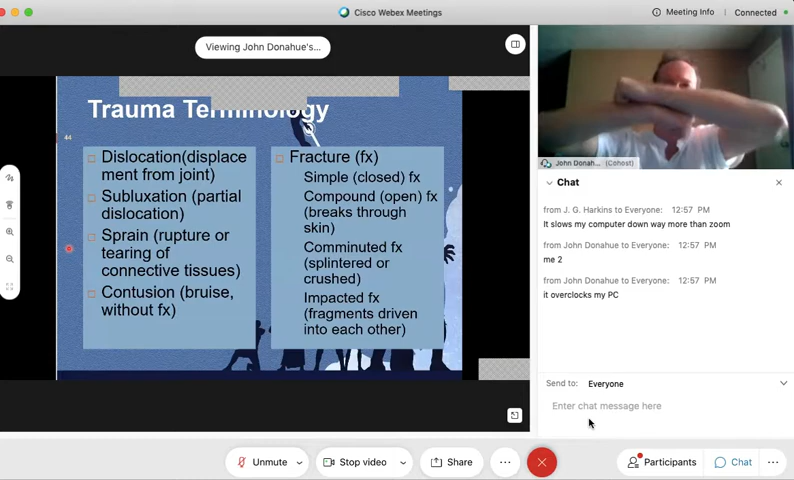 Cisco Webex Meetings
Meeting Info
Connected
Viewing John Donahue's...
Trauma Terminology
44
Dislocation(displace
ment from joint)
Subluxation (partial
dislocation)
Sprain (rupture or
tearing of
connective tissues)
Contusion (bruise,
without fx)
Fracture (fx)
Simple (closed) fx
Compound (open) fx
(breaks through
skin)
Comminuted fx
(splintered or
crushed)
Impacted fx
(fragments driven
into each other)
John Donah... (Cohost)
Chat
from J. G. Harkins to Everyone: 12:57 PM
It slows my computer down way more than zoom
from John Donahue to Everyone: 12:57 PM
me 2
from John Donahue to Everyone: 12:57 PM
it overclocks my PC
Send to: Everyone
Enter chat message here
Unmute
Stop video
Share
Participants
Chat